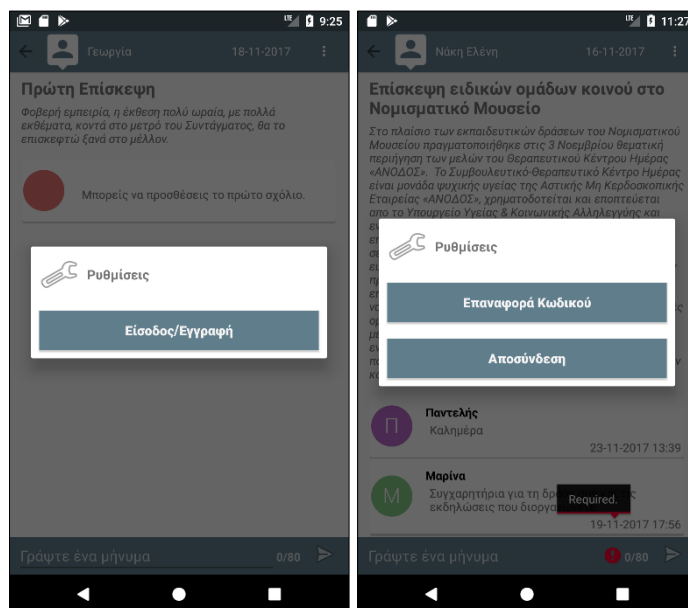 LTE 9:25
Γεωργία 18-11-2017
Πρώτη Επίσκεψη
Φοβερή εμπειρία, η έκθεση πολύ ωραία, με πολλά
εκθέματα, κοντά στο μετρό του Συντάγματος, θα το
επισκεφτώ ξανά στο μέλλον.
Μπορείς να προσθέσεις το πρώτο σχόλιο.
Ρυθμίσεις
Είσοδος/Εγγραφή
Γράψτε ένα μήνυμα 0/80
LTE 11:27
Νάκη Ελένη 16-11-2017
Επίσκεψη ειδικών ομάδων κοινού στο
Νομισματικό Μουσείο
Στο πλαίσιο των εκπαιδευτικών δράσεων του Νομισματικού
Μουσείου πραγματοποιήθηκε στις 3 Νοεμβρίου θεματική
περιήγηση των μελών του Θεραπευτικού Κέντρου Ημέρας
«ΑΝΟΔΟΣ». Το Συμβουλευτικό-Θεραπευτικό Κέντρο Ημέρας
είναι μονάδα ψυχικής υγείας της Αστικής Μη Κερδοσκοπικής
Εταιρείας «ΑΝΟΔΟΣ», χρηματοδοτείται και εποπτεύεται
απο το Υπουργείο Υγείας & Κοινωνικής Αλληλεγγύης και
Ρυθμίσεις
Επαναφορά Κωδικού
Αποσύνδεση
Π
Παντελής
Καλημέρα
23-11-2017 13:39
Μ
Μαρίνα
Συγχαρητήρια για τη
εκδηλώσεις που
Required.
19-11-2017 17:56
Γράψτε ένα μήνυμα 0/80